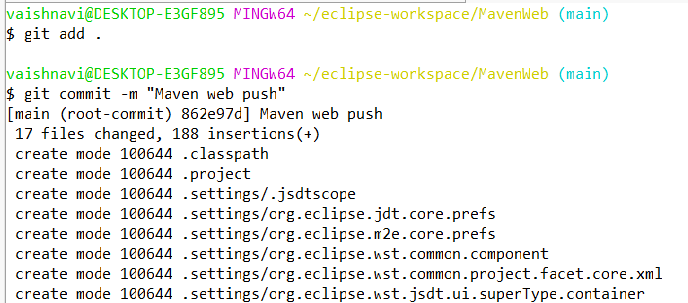 vaishnavi@DESKTOP-E3GF895 MINGW64 ~/eclipse-workspace/MavenWeb (main)
$ git add .
vaishnavi@DESKTOP-E3GF895 MINGW64 ~/eclipse-workspace/MavenWeb (main)
$ git commit -m "Maven web push"
[main (root-commit) 862e97d] Maven web push
17 files changed, 188 insertions(+)
create mode 100644 .classpath
create mode 100644 .project
create mode 100644 .settings/.jsdtscope
create mode 100644 .settings/org.eclipse.jdt.core.prefs
create mode 100644 .settings/org.eclipse.m2e.core.prefs
create mode 100644 .settings/org.eclipse.wst.common.component
create mode 100644 .settings/org.eclipse.wst.common.project.facet.core.xml
create mode 100644 .settings/org.eclipse.wst.jsdt.ui.superType.container